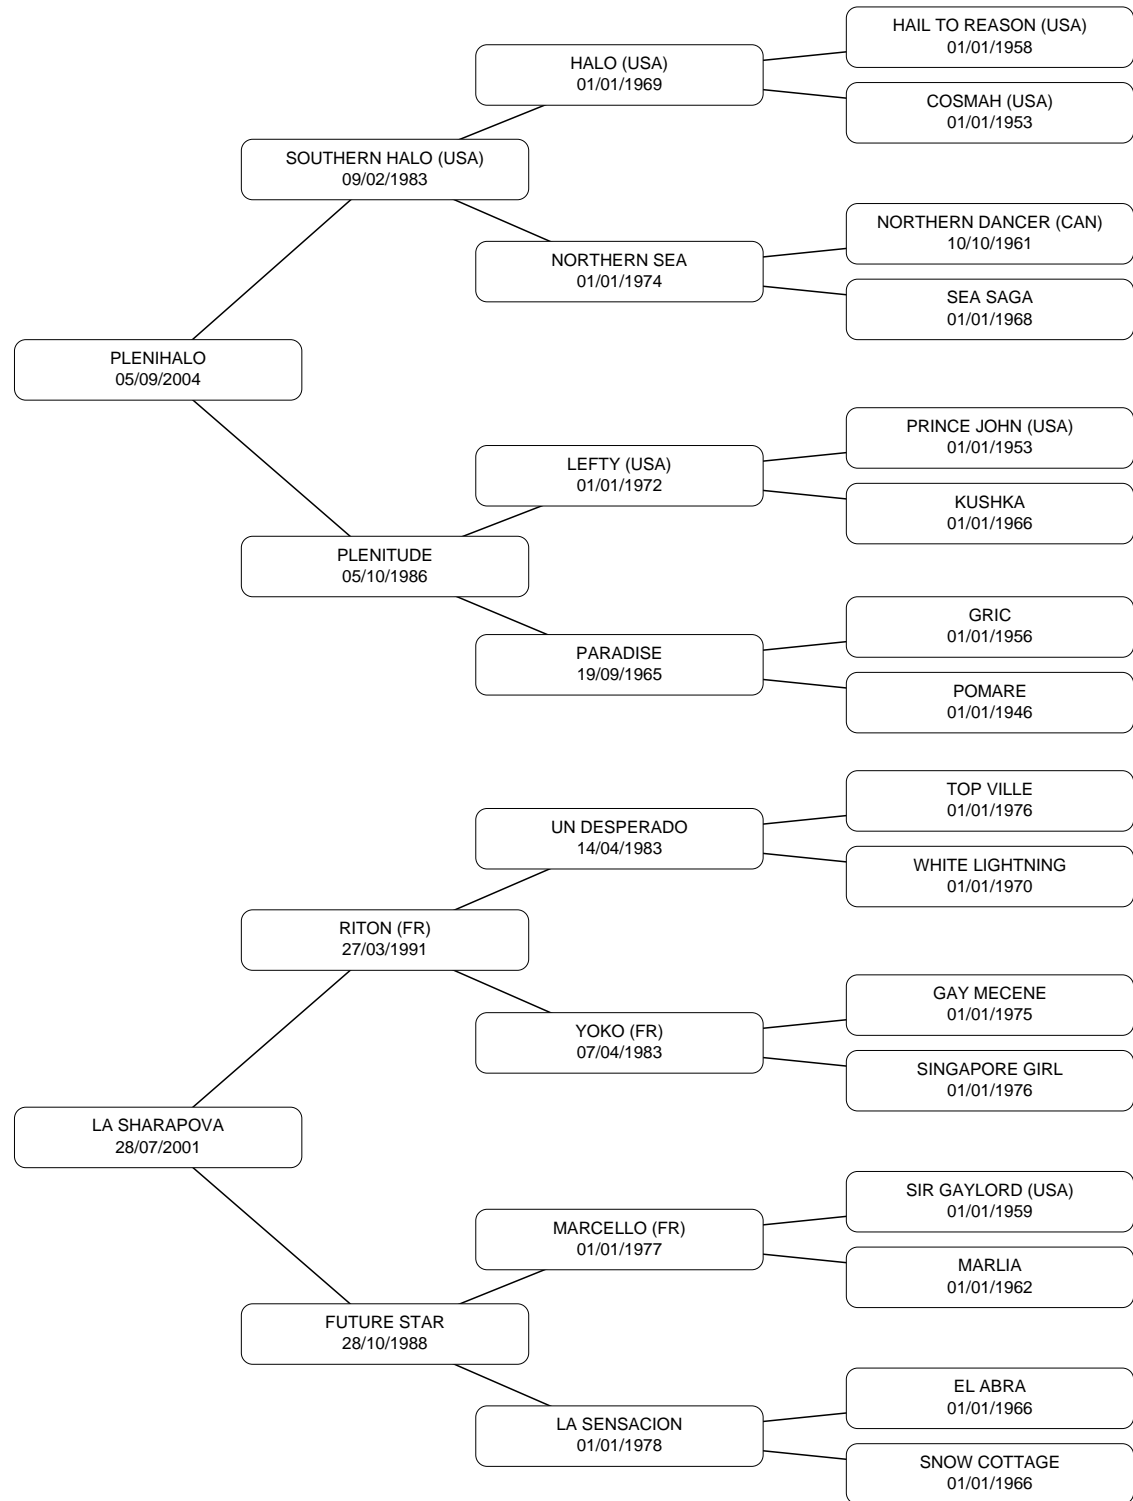 HAIL TO REASON (USA)
01/01/1958
HALO (USA)
01/01/1969
COSMAH (USA)
01/01/1953
SOUTHERN HALO (USA)
09/02/1983
NORTHERN DANCER (CAN)
10/10/1961
NORTHERN SEA
01/01/1974
SEA SAGA
01/01/1968
PLENIHALO
05/09/2004
PRINCE JOHN (USA)
01/01/1953
LEFTY (USA)
01/01/1972
KUSHKA
01/01/1966
PLENITUDE
05/10/1986
GRIC
01/01/1956
PARADISE
19/09/1965
POMARE
01/01/1946
TOP VILLE
01/01/1976
UN DESPERADO
14/04/1983
WHITE LIGHTNING
01/01/1970
RITON (FR)
27/03/1991
GAY MECENE
01/01/1975
YOKO (FR)
07/04/1983
SINGAPORE GIRL
01/01/1976
LA SHARAPOVA
28/07/2001
SIR GAYLORD (USA)
01/01/1959
MARCELLO (FR)
01/01/1977
MARLIA
01/01/1962
FUTURE STAR
28/10/1988
EL ABRA
01/01/1966
LA SENSACION
01/01/1978
SNOW COTTAGE
01/01/1966